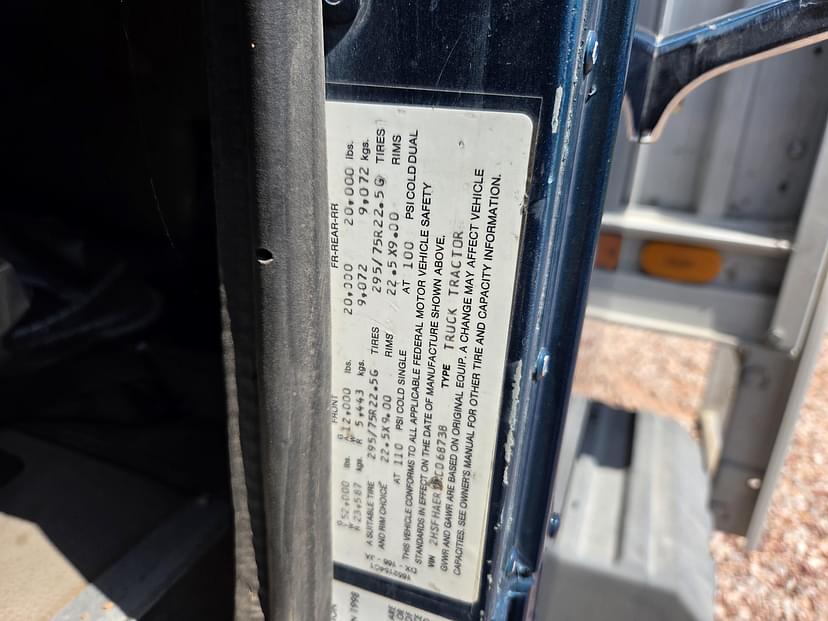 FRONT FR-REAR-RR
G 52,000 lbs. G 12,000 lbs. 20,000 20,000 lbs.
R 23,587 kgs. R 5,443 kgs. 9,072 9,072 kgs.
A SUITABLE TIRE 295/75R22.5G TIRES 295/75R22.5G TIRES
AND RIM CHOICE 22.5X9.00 RIMS 22.5X9.00 RIMS
AT 110 PSI COLD SINGLE AT 100 PSI COLD DUAL
THIS VEHICLE CONFORMS TO ALL APPLICABLE FEDERAL MOTOR VEHICLE SAFETY
STANDARDS IN EFFECT ON THE DATE OF MANUFACTURE SHOWN ABOVE.
VIN 2HSFHAER C068738 TYPE TRUCK TRACTOR
GVWR AND GAWR ARE BASED ON ORIGINAL EQUIP. A CHANGE MAY AFFECT VEHICLE
CAPACITIES. SEE OWNER'S MANUAL FOR OTHER TIRE AND CAPACITY INFORMATION.
1998